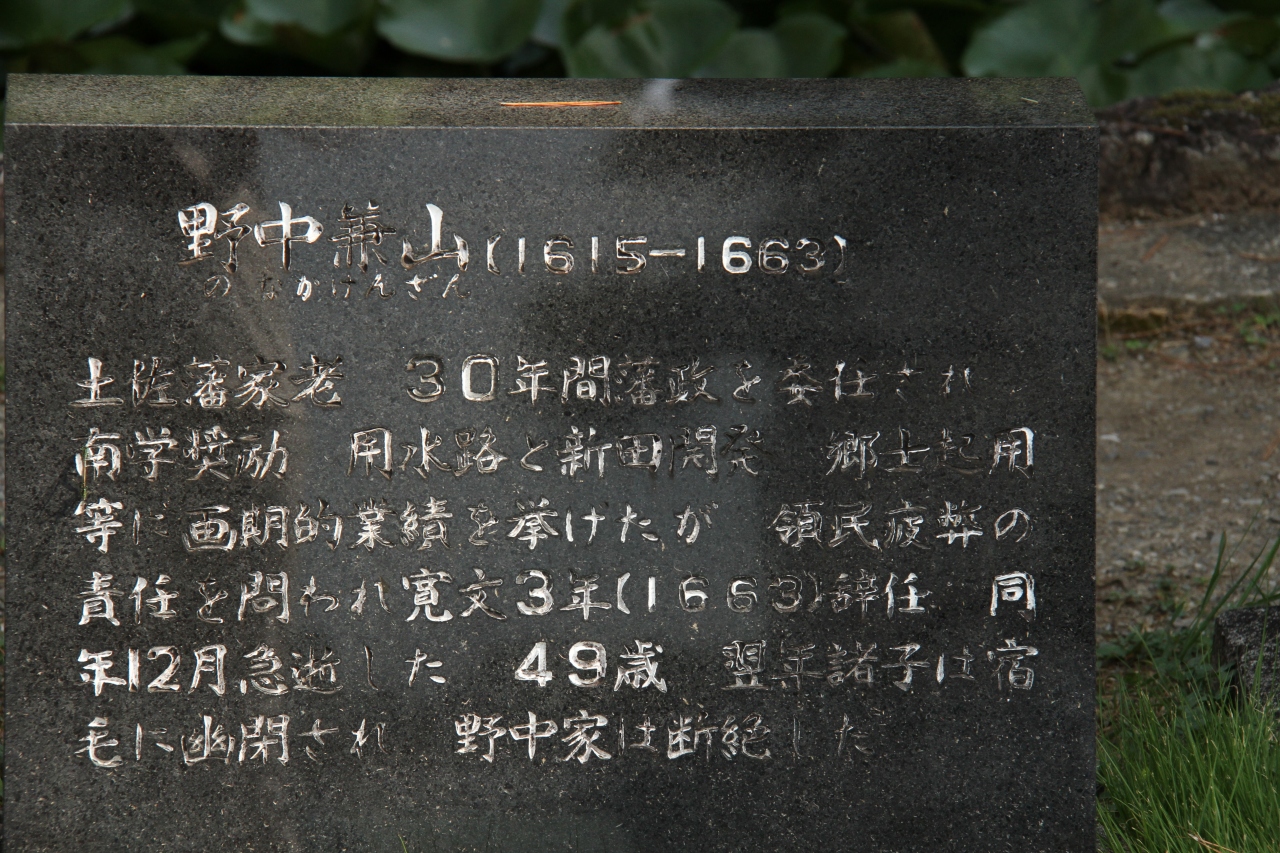 野中兼山(1615-1663)
のなかけんざん
土佐藩家老　30年間藩政を委任され
南学奨励　用水路と新田開発　郷士起用
等に画期的業績を挙げたが　領民疲弊の
責任を問われ寛文3年(1663)辞任　同
年12月急逝した　49歳　翌年諸子は宿
毛に幽閉され　野中家は断絶した